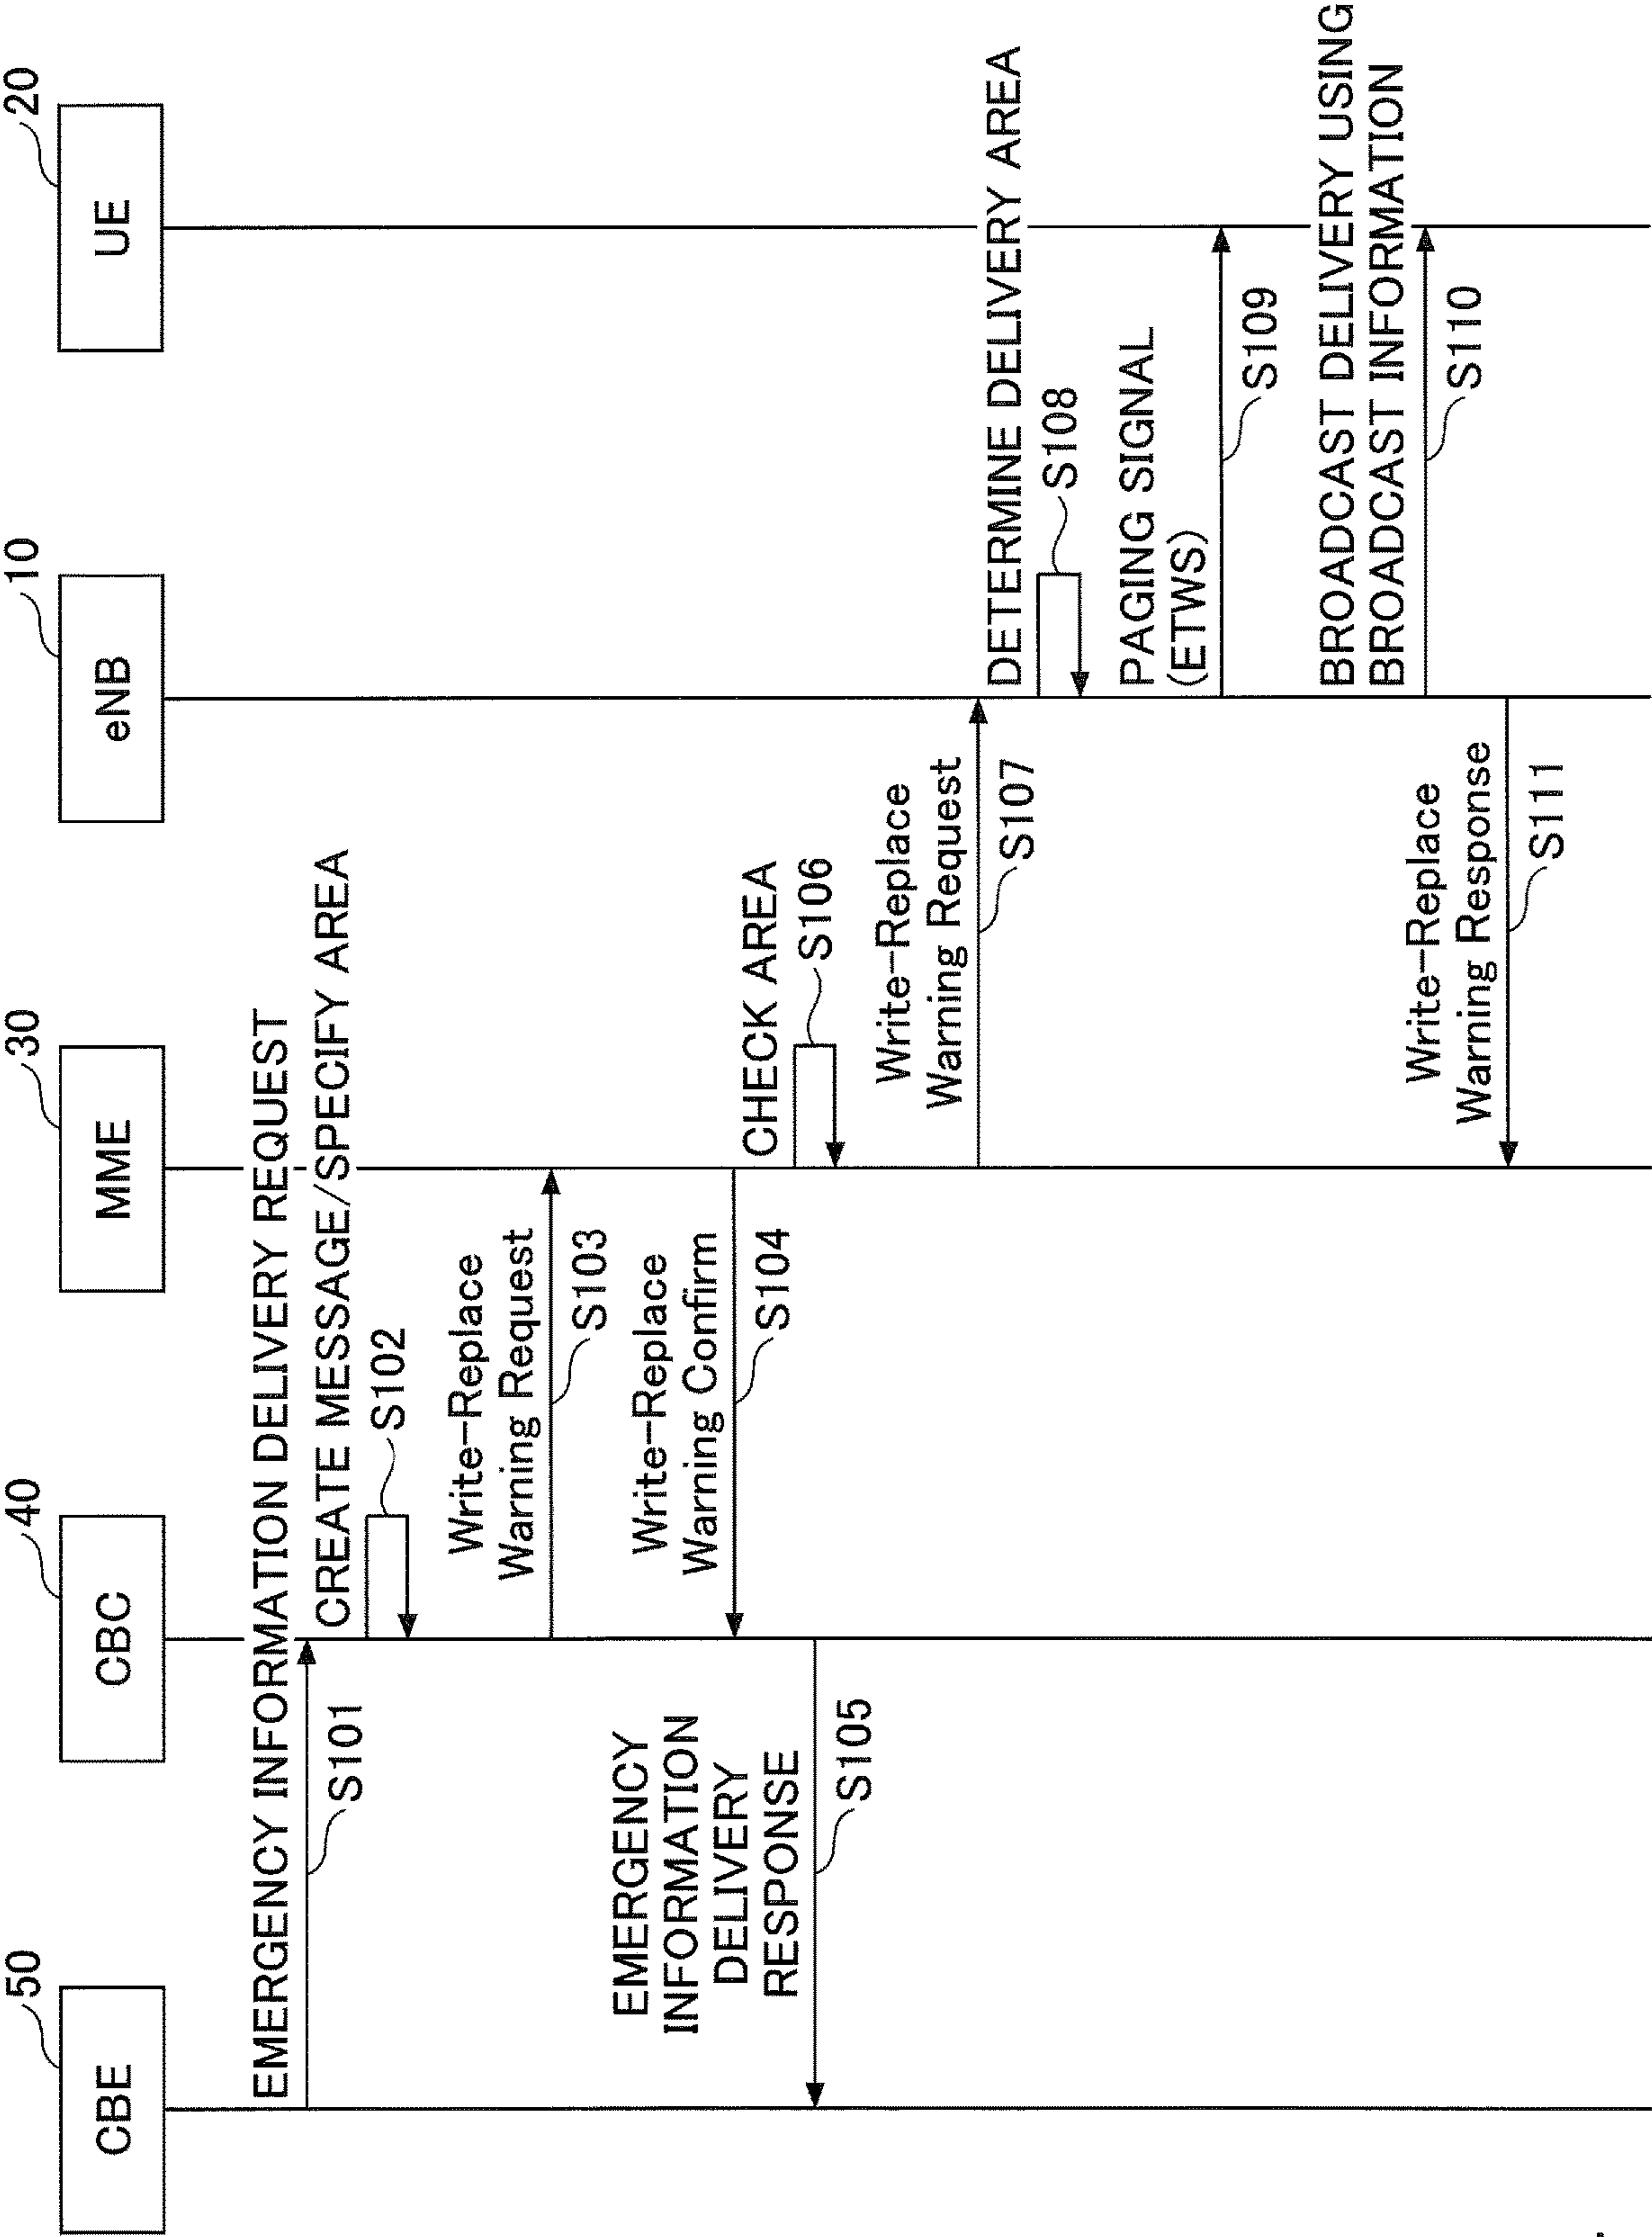 50
CBE
40
CBC
30
MME
10
eNB
20
UE
EMERGENCY INFORMATION DELIVERY REQUEST
S101
CREATE MESSAGE/SPECIFY AREA
S102
Write-Replace
Warning Request
S103
Write-Replace
Warning Confirm
S104
EMERGENCY
INFORMATION
DELIVERY
RESPONSE
S105
CHECK AREA
S106
Write-Replace
Warning Request
S107
DETERMINE DELIVERY AREA
S108
PAGING SIGNAL
(ETWS)
S109
BROADCAST DELIVERY USING
BROADCAST INFORMATION
S110
Write-Replace
Warning Response
S111